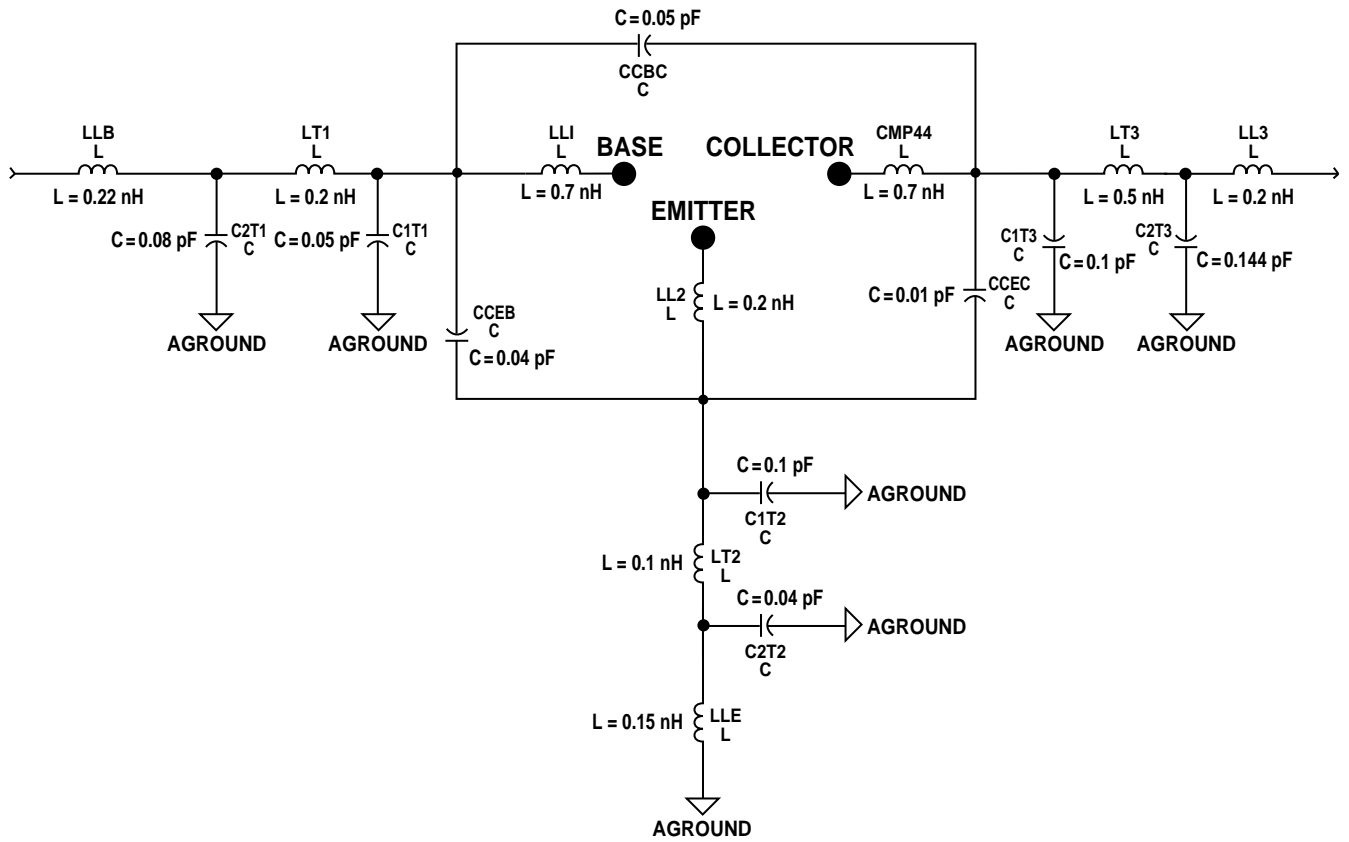 C = 0.05 pF
CCBC
C
LLB
L
L = 0.22 nH
LT1
L
L = 0.2 nH
LLI
L
L = 0.7 nH
BASE
COLLECTOR
CMP44
L
L = 0.7 nH
LT3
L
L = 0.5 nH
LL3
L
L = 0.2 nH
EMITTER
C = 0.08 pF
C2T1
C
AGROUND
C = 0.05 pF
C1T1
C
AGROUND
CCEB
C
C = 0.04 pF
LL2
L
L = 0.2 nH
C = 0.01 pF
CCEC
C
C1T3
C
C = 0.1 pF
AGROUND
C2T3
C
C = 0.144 pF
AGROUND
C = 0.1 pF
C1T2
C
AGROUND
L = 0.1 nH
LT2
L
C = 0.04 pF
C2T2
C
AGROUND
L = 0.15 nH
LLE
L
AGROUND